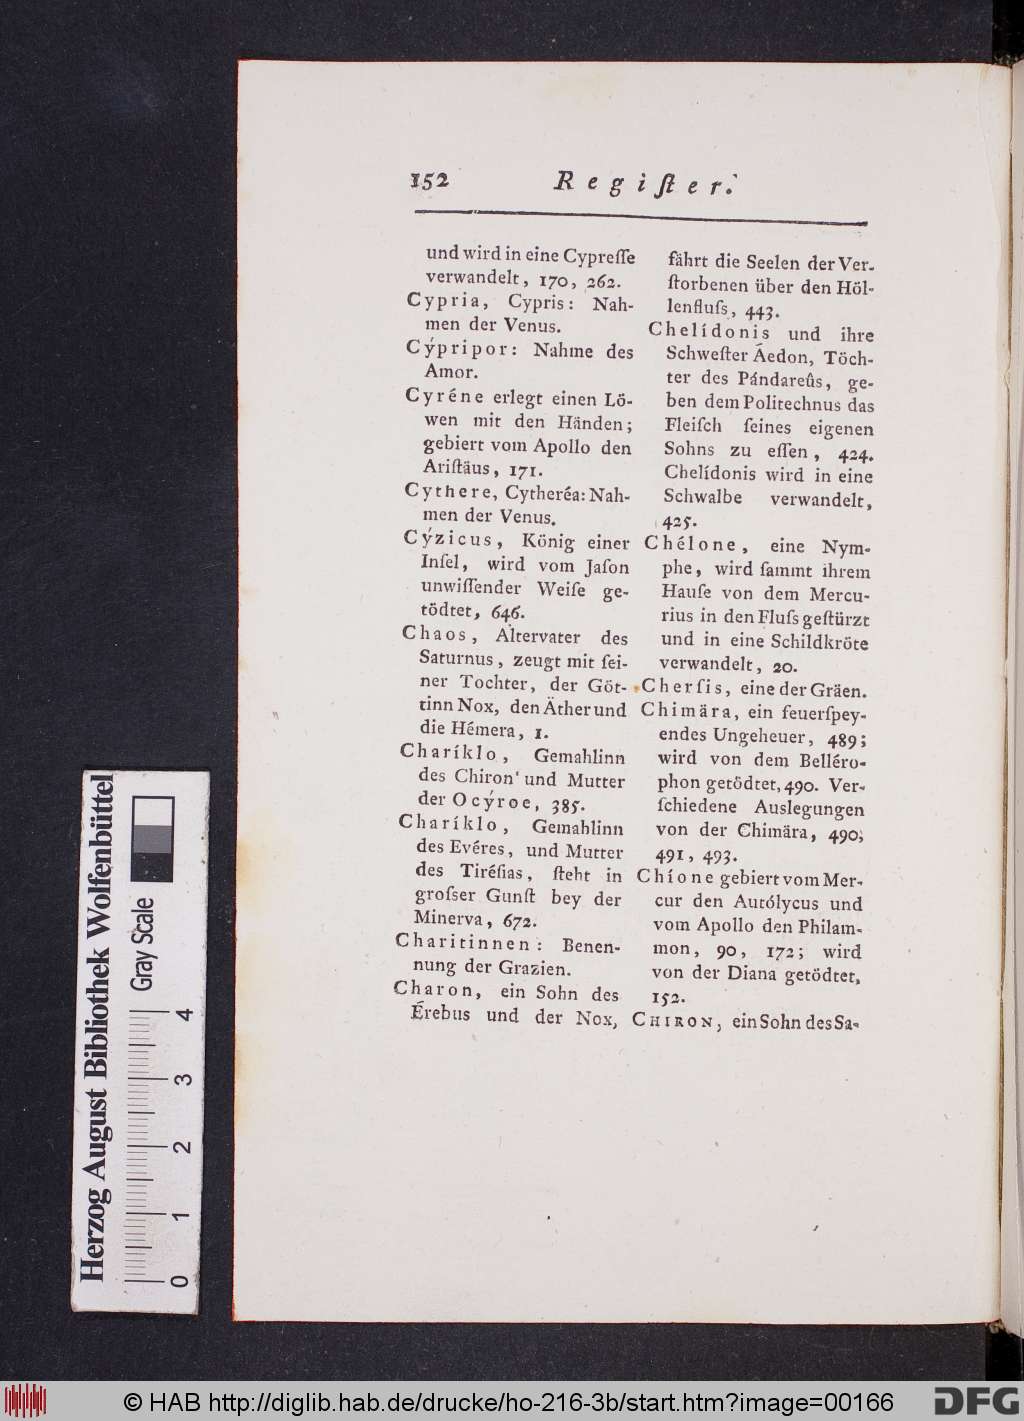 152
Regiſter.
und wird in eine Cypreſſe
verwandelt, 170, 262.
Cypria, Cypris: Nah-
men der Venus.
Cýpripor: Nahme des
Amor.
Cyréne erlegt einen Lö-
wen mit den Händen;
gebiert vom Apollo den
Ariſtäus, 171.
Cythere, Cytheréa: Nah-
men der Venus.
Cýzicus, König einer
Inſel, wird vom Jaſon
unwiſſender Weiſe ge-
tödtet, 646.
Chaos, Altervater des
Saturnus, zeugt mit ſei-
ner Tochter, der Göt-
tinn Nox, den Äther und
die Hémera, 1.
Charíklo, Gemahlinn
des Chiron und Mutter
der Ocýroe, 385.
Charíklo, Gemahlinn
des Evéres, und Mutter
des Tiréſias, ſteht in
groſser Gunſt bey der
Minerva, 672.
Charitinnen: Benen-
nung der Grazien.
Charon, ein Sohn des
Érebus und der Nox,
fährt die Seelen der Ver-
ſtorbenen über den Höl-
lenfluſs, 443.
Chelídonis und ihre
Schweſter Áedon, Töch-
ter des Pándareûs, ge-
ben dem Politechnus das
Fleiſch ſeines eigenen
Sohns zu eſſen, 424.
Chelídonis wird in eine
Schwalbe verwandelt,
425.
Chélone, eine Nym-
phe, wird ſammt ihrem
Hauſe von dem Mercu-
rius in den Fluſs geſtürzt
und in eine Schildkröte
verwandelt, 20.
Cherſis, eine der Gräen.
Chimära, ein feuerſpey-
endes Ungeheuer, 489;
wird von dem Belléro-
phon getödtet, 490. Ver-
ſchiedene Auslegungen
von der Chimära, 490,
491, 493.
Chíone gebiert vom Mer-
cur den Autólycus und
vom Apollo den Philam-
mon, 90, 172; wird
von der Diana getödtet,
152.
CHIRON, ein Sohn des Sa-
Herzog August Bibliothek Wolfenbüttel
Gray Scale
0 1 2 3 4
© HAB http://diglib.hab.de/drucke/ho-216-3b/start.htm?image=00166
DFG